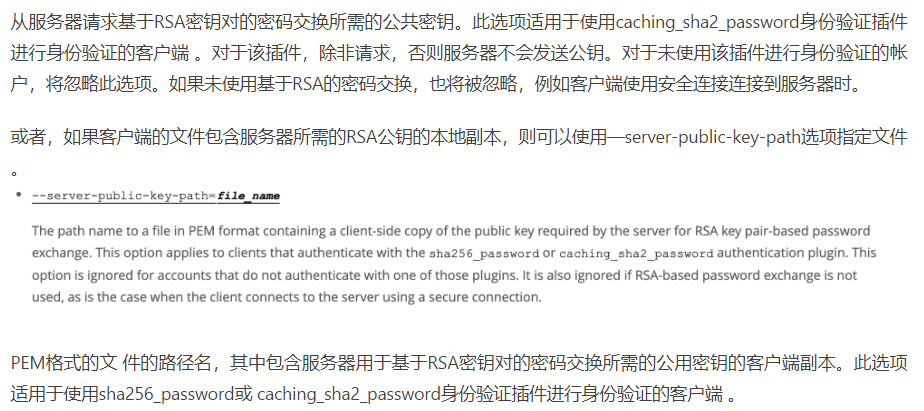 从服务器请求基于RSA密钥对的密码交换所需的公共密钥。此选项适用于使用caching_sha2_password身份验证插件
进行身份验证的客户端 。对于该插件，除非请求，否则服务器不会发送公钥。对于未使用该插件进行身份验证的帐
户，将忽略此选项。如果未使用基于RSA的密码交换，也将被忽略，例如客户端使用安全连接连接到服务器时。
或者，如果客户端的文件包含服务器所需的RSA公钥的本地副本，则可以使用—server-public-key-path选项指定文件
。
• --server-public-key-path=file_name
The path name to a file in PEM format containing a client-side copy of the public key required by the server for RSA key pair-based password
exchange. This option applies to clients that authenticate with the sha256_password or caching_sha2_password authentication plugin. This
option is ignored for accounts that do not authenticate with one of those plugins. It is also ignored if RSA-based password exchange is not
used, as is the case when the client connects to the server using a secure connection.
PEM格式的文 件的路径名，其中包含服务器用于基于RSA密钥对的密码交换所需的公用密钥的客户端副本。此选项
适用于使用sha256_password或 caching_sha2_password身份验证插件进行身份验证的客户端 。